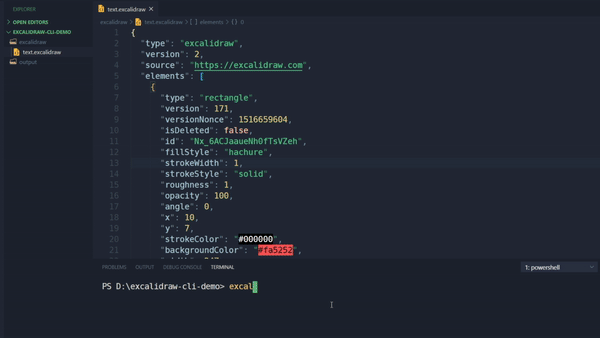 EXPLORER
text.excalidraw
OPEN EDITORS
excalidraw > text.excalidraw > [ ] elements > {} 0
EXCALIDRAW-CLI-DEMO
excalidraw
text.excalidraw
output
1 {
2 "type": "excalidraw",
3 "version": 2,
4 "source": "https://excalidraw.com",
5 "elements": [
6 {
7 "type": "rectangle",
8 "version": 171,
9 "versionNonce": 1516659604,
10 "isDeleted": false,
11 "id": "Nx_6ACJaaueNh0fTsVZeh",
12 "fillStyle": "hachure",
13 "strokeWidth": 1,
14 "strokeStyle": "solid",
15 "roughness": 1,
16 "opacity": 100,
17 "angle": 0,
18 "x": 10,
19 "y": 7,
20 "strokeColor": "#000000",
21 "backgroundColor": "#fa5252",
PROBLEMS OUTPUT DEBUG CONSOLE TERMINAL 1: powershell
PS D:\excalidraw-cli-demo> excal